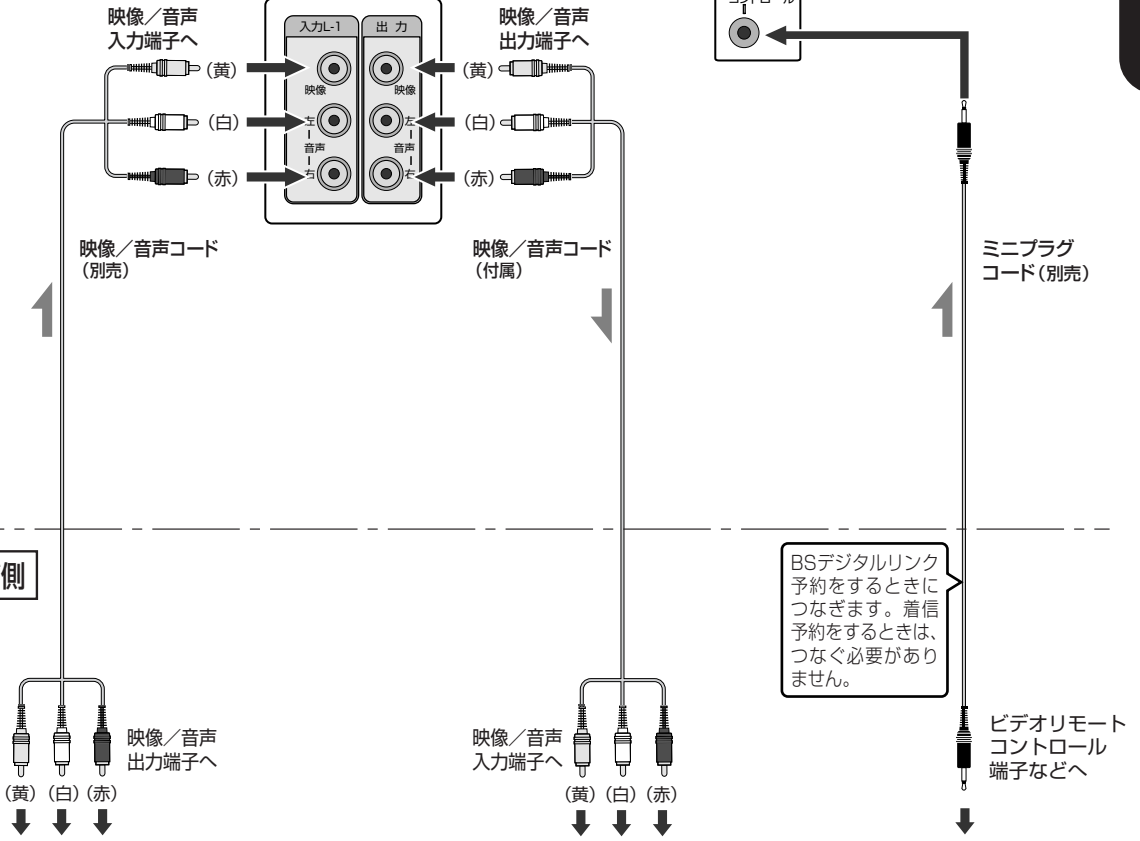 映像／音声
入力端子へ
入力L-1
出 力
映像／音声
出力端子へ
コントロール
(黄)
(黄)
映像
映像
(白)
左
左
(白)
音声
音声
(赤)
右
右
(赤)
映像／音声コード
(別売)
映像／音声コード
(付属)
ミニプラグ
コード(別売)
側
BSデジタルリンク
予約をするときに
つなぎます。着信
予約をするときは、
つなぐ必要があり
ません。
映像／音声
出力端子へ
(黄) (白) (赤)
映像／音声
入力端子へ
(黄) (白) (赤)
ビデオリモート
コントロール
端子などへ